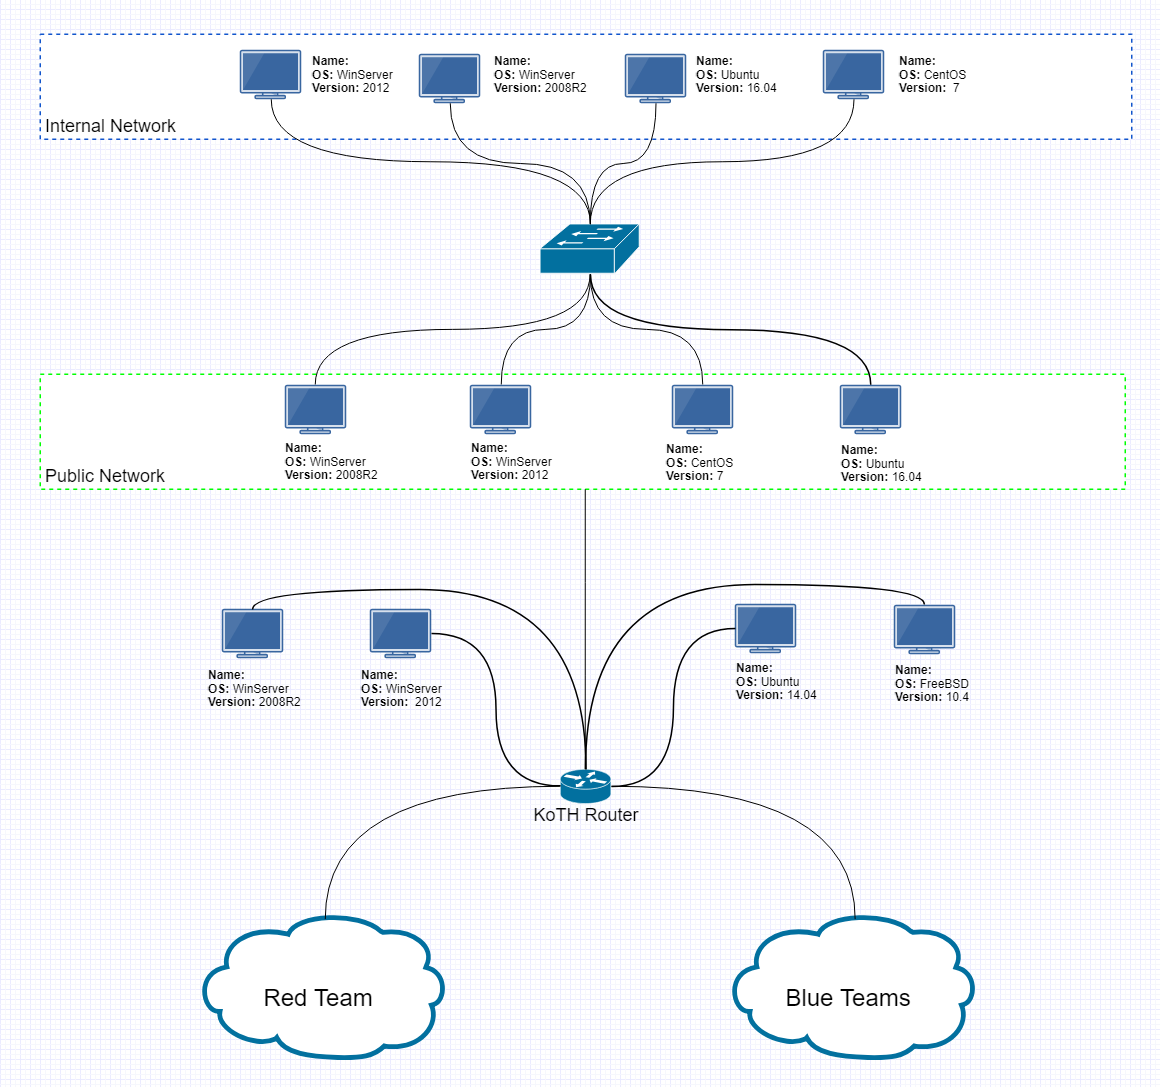 Name:
OS: WinServer
Version: 2012
Name:
OS: WinServer
Version: 2008R2
Name:
OS: Ubuntu
Version: 16.04
Name:
OS: CentOS
Version: 7
Internal Network
Name:
OS: WinServer
Version: 2008R2
Name:
OS: WinServer
Version: 2012
Name:
OS: CentOS
Version: 7
Name:
OS: Ubuntu
Version: 16.04
Public Network
Name:
OS: WinServer
Version: 2008R2
Name:
OS: WinServer
Version: 2012
Name:
OS: Ubuntu
Version: 14.04
Name:
OS: FreeBSD
Version: 10.4
KoTH Router
Red Team
Blue Teams